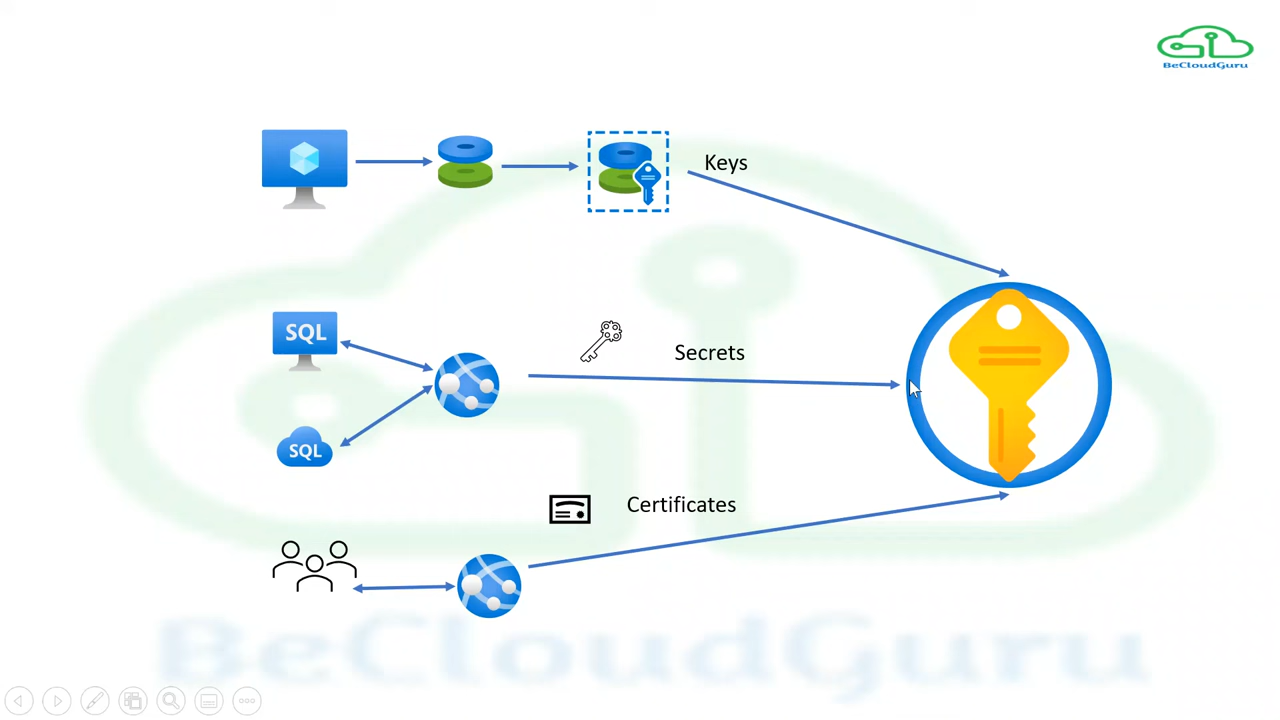 BeCloudGuru
Keys
SQL
Secrets
SQL
Certificates
BeCloudGuru